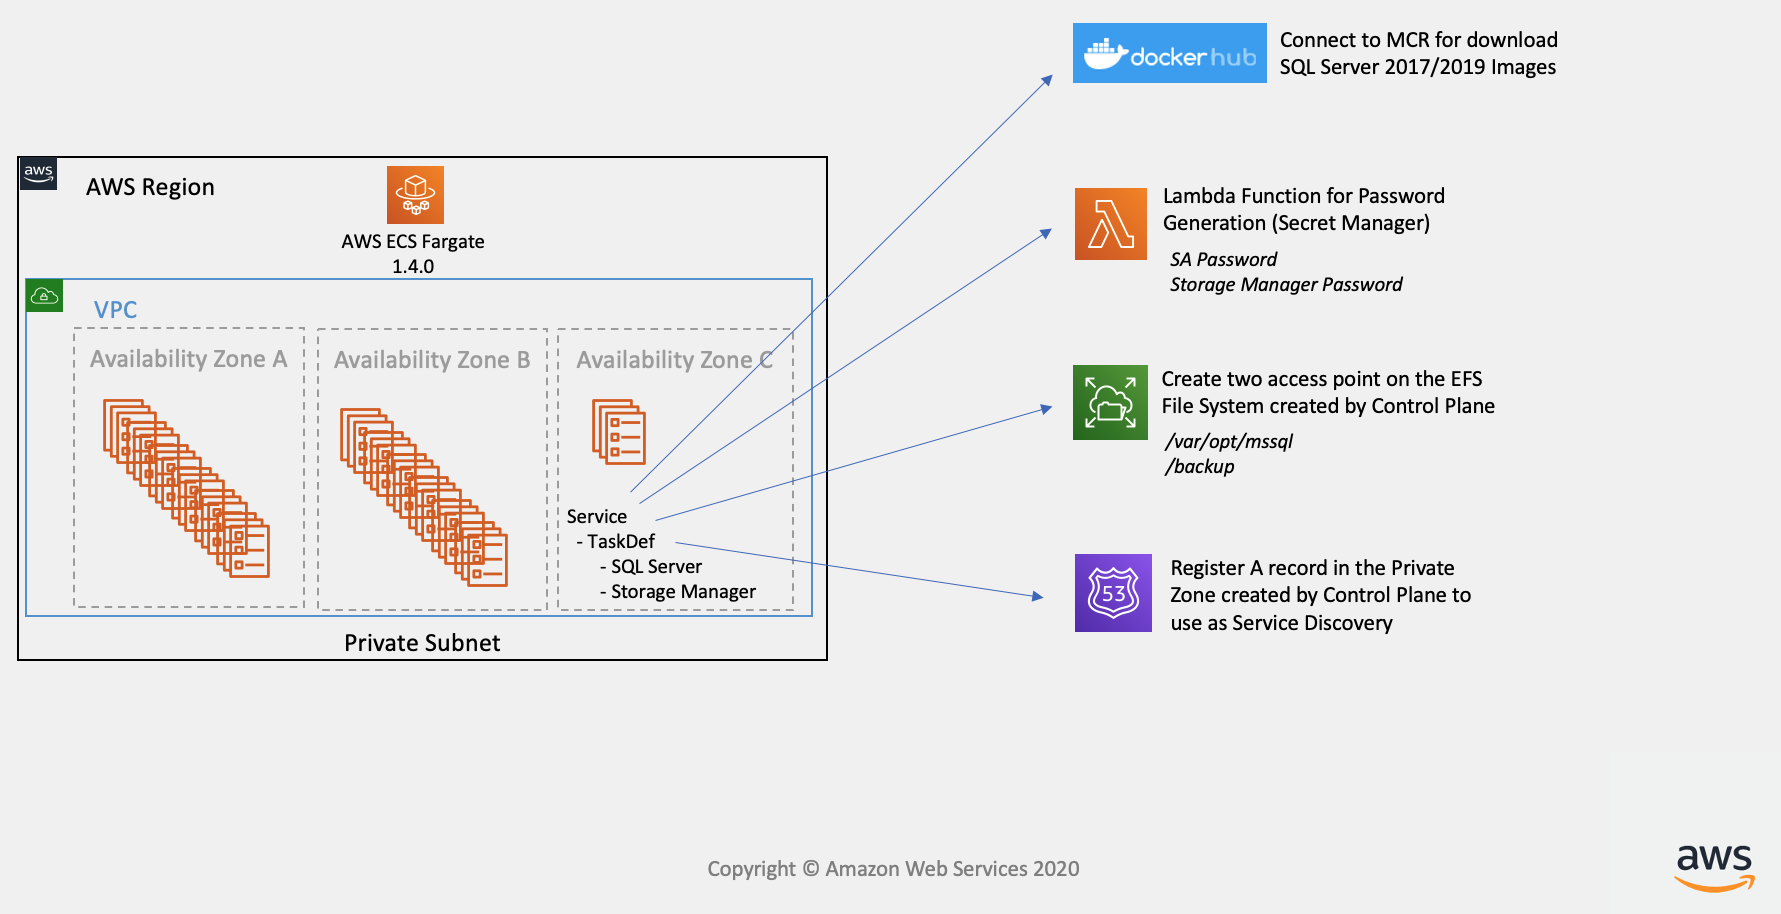 docker hub
Connect to MCR for download
SQL Server 2017/2019 Images
aws
AWS Region
AWS ECS Fargate
1.4.0
Lambda Function for Password
Generation (Secret Manager)
SA Password
Storage Manager Password
VPC
Availability Zone A
Availability Zone B
Availability Zone C
Create two access point on the EFS
File System created by Control Plane
/var/opt/mssql
/backup
Service
- TaskDef
- SQL Server
- Storage Manager
53
Register A record in the Private
Zone created by Control Plane to
use as Service Discovery
Private Subnet
Copyright © Amazon Web Services 2020
aws